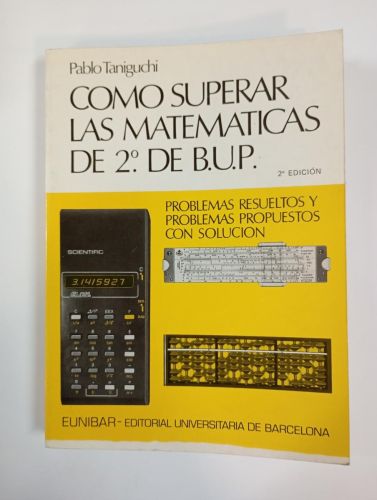 Pablo Taniguchi
COMO SUPERAR
LAS MATEMATICAS
DE 2º. DE B.U.P.
2ª EDICIÓN
PROBLEMAS RESUELTOS Y
PROBLEMAS PROPUESTOS
CON SOLUCION
SCIENTIFIC
3.1415927
EUNIBAR - EDITORIAL UNIVERSITARIA DE BARCELONA